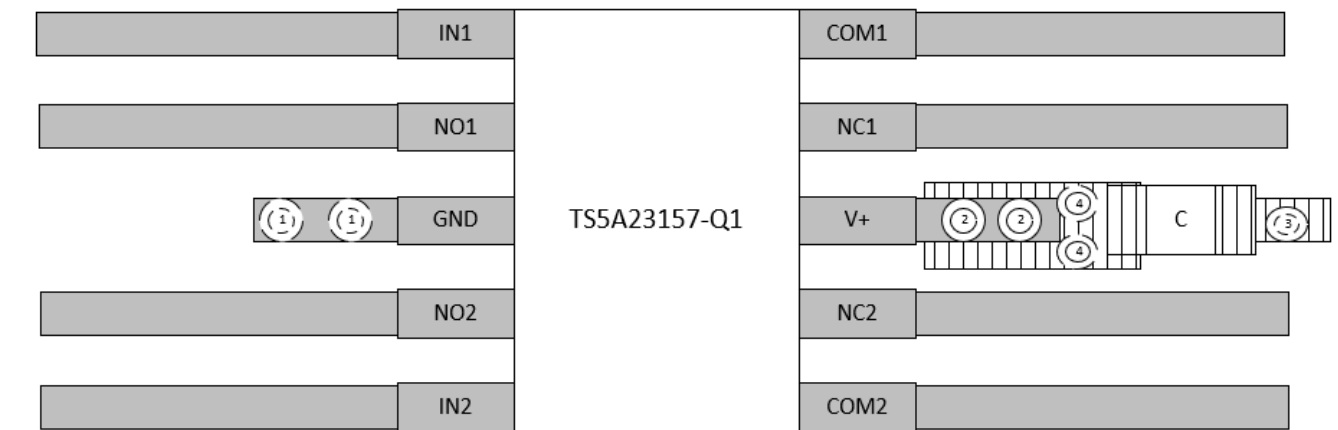 IN1 COM1
NO1 NC1
1 1 GND TS5A23157-Q1 V+ 2 2 4 C 3
4
NO2 NC2
IN2 COM2